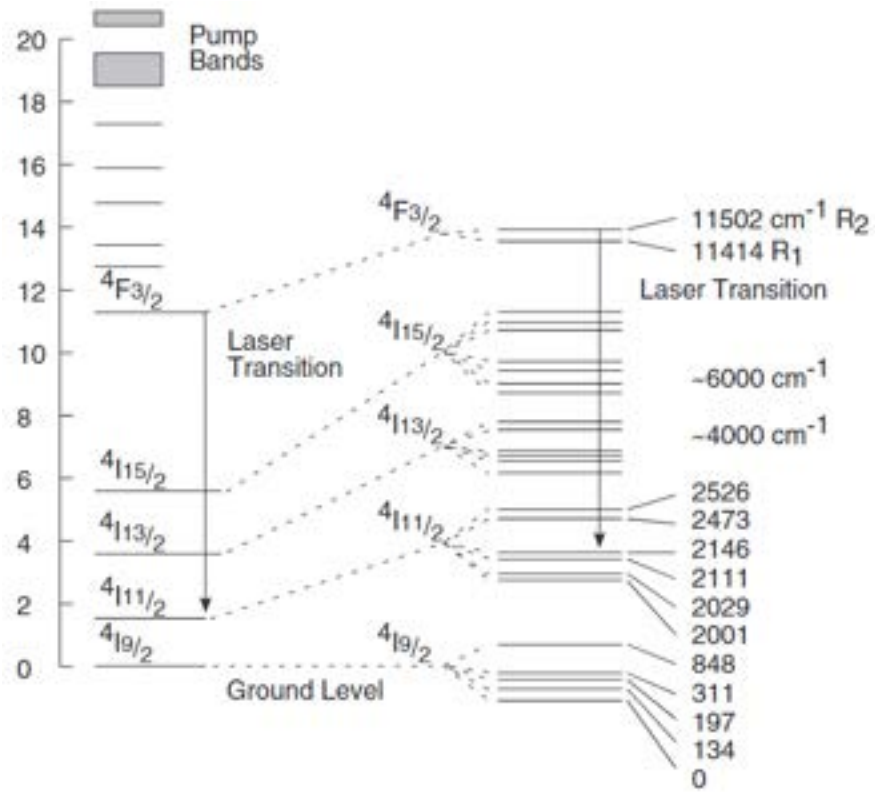 20
18
16
14
12
10
8
6
4
2
0
Pump
Bands
4F3/2
Laser
Transition
4I15/2
4I13/2
4I11/2
4I9/2
Ground Level
4F3/2
11502 cm-1 R2
11414 R1
Laser Transition
4I15/2
~6000 cm-1
4I13/2
~4000 cm-1
4I11/2
2526
2473
2146
2111
2029
2001
4I9/2
848
311
197
134
0